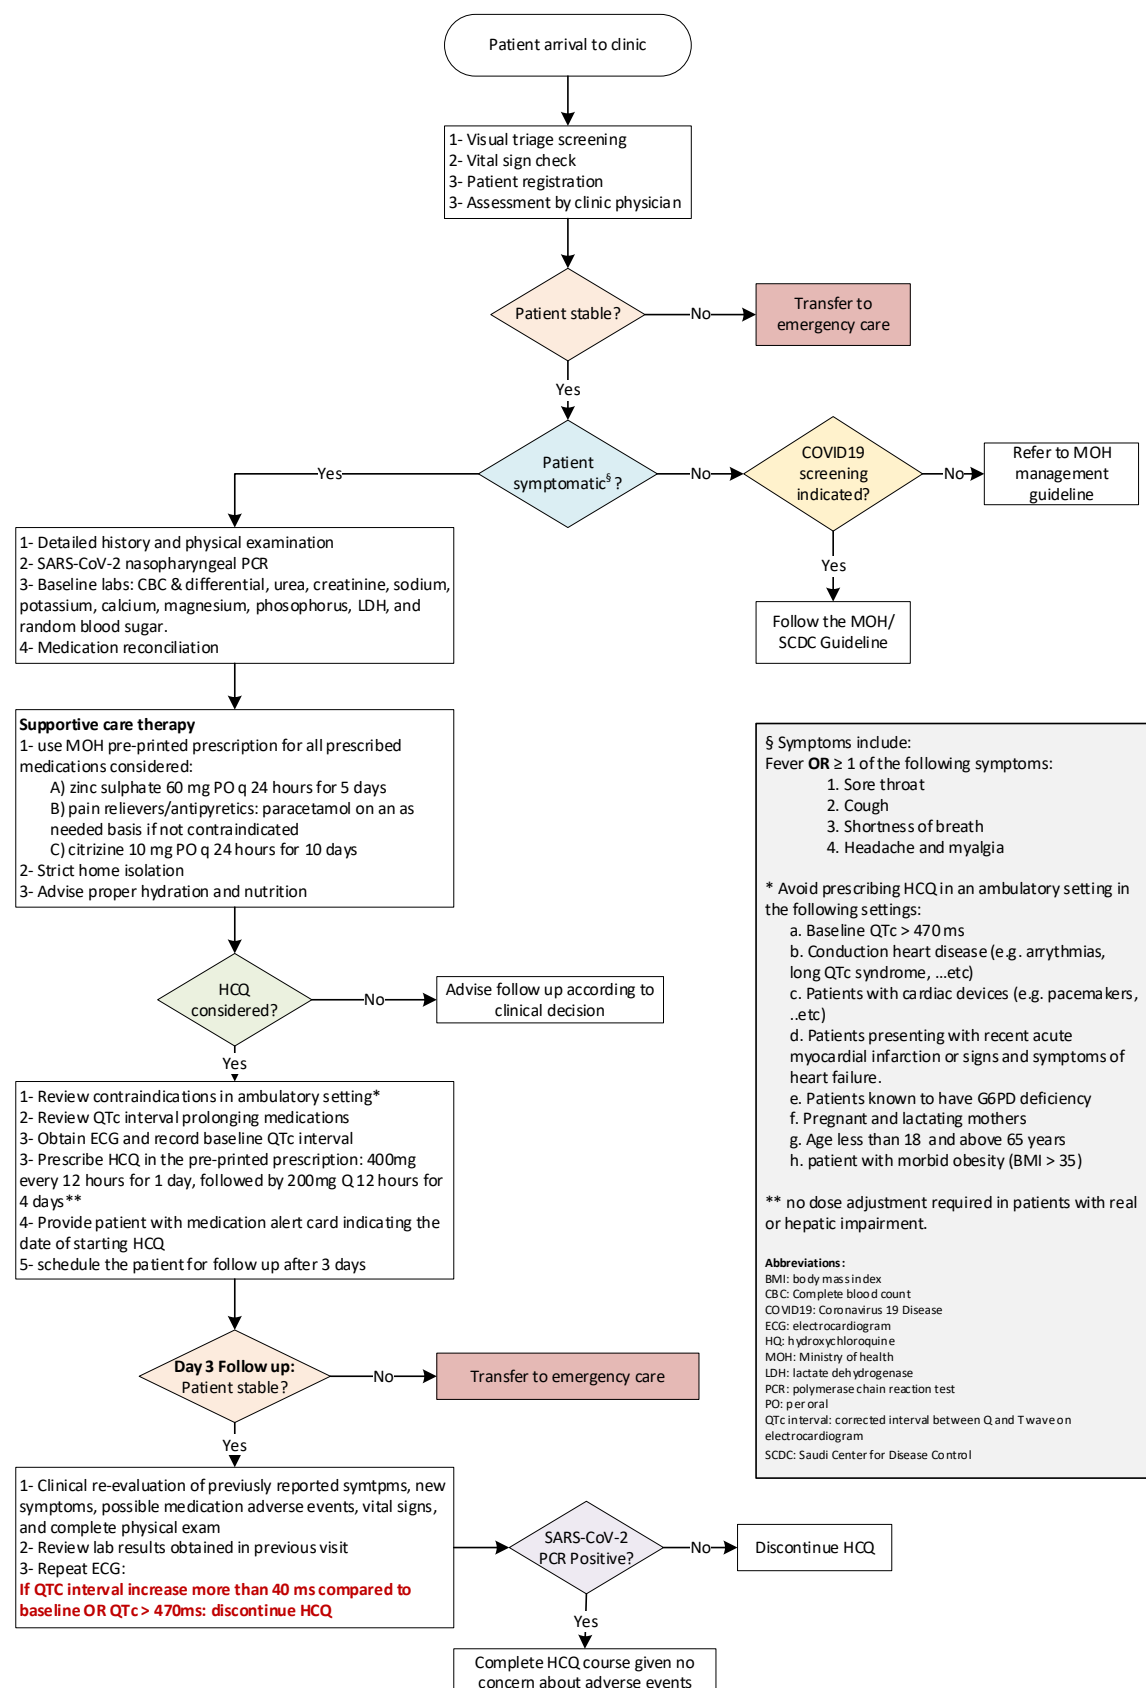 Patient arrival to clinic
1- Visual triage screening
2- Vital sign check
3- Patient registration
3- Assessment by clinic physician
Patient stable?
No
Transfer to
emergency care
Yes
Patient
symptomatic§ ?
Yes
No
COVID19
screening
indicated?
No
Refer to MOH
management
guideline
Yes
Follow the MOH/
SCDC Guideline
1- Detailed history and physical examination
2- SARS-CoV-2 nasopharyngeal PCR
3- Baseline labs: CBC & differential, urea, creatinine, sodium,
potassium, calcium, magnesium, phosophorus, LDH, and
random blood sugar.
4- Medication reconciliation
Supportive care therapy
1- use MOH pre-printed prescription for all prescribed
medications considered:
A) zinc sulphate 60 mg PO q 24 hours for 5 days
B) pain relievers/antipyretics: paracetamol on an as
needed basis if not contraindicated
C) citrizine 10 mg PO q 24 hours for 10 days
2- Strict home isolation
3- Advise proper hydration and nutrition
HCQ
considered?
No
Advise follow up according to
clinical decision
Yes
1- Review contraindications in ambulatory setting*
2- Review QTc interval prolonging medications
3- Obtain ECG and record baseline QTc interval
3- Prescribe HCQ in the pre-printed prescription: 400mg
every 12 hours for 1 day, followed by 200mg Q 12 hours for
4 days**
4- Provide patient with medication alert card indicating the
date of starting HCQ
5- schedule the patient for follow up after 3 days
Day 3 Follow up:
Patient stable?
No
Transfer to emergency care
Yes
1- Clinical re-evaluation of previusly reported symtpms, new
symptoms, possible medication adverse events, vital signs,
and complete physical exam
2- Review lab results obtained in previous visit
3- Repeat ECG:
If QTC interval increase more than 40 ms compared to
baseline OR QTc > 470ms: discontinue HCQ
SARS-CoV-2
PCR Positive?
No
Discontinue HCQ
Yes
Complete HCQ course given no
concern about adverse events
§ Symptoms include:
Fever OR ≥ 1 of the following symptoms:
1. Sore throat
2. Cough
3. Shortness of breath
4. Headache and myalgia
* Avoid prescribing HCQ in an ambulatory setting in
the following settings:
a. Baseline QTc > 470 ms
b. Conduction heart disease (e.g. arrythmias,
long QTc syndrome, ...etc)
c. Patients with cardiac devices (e.g. pacemakers,
..etc)
d. Patients presenting with recent acute
myocardial infarction or signs and symptoms of
heart failure.
e. Patients known to have G6PD deficiency
f. Pregnant and lactating mothers
g. Age less than 18 and above 65 years
h. patient with morbid obesity (BMI > 35)
** no dose adjustment required in patients with real
or hepatic impairment.
Abbreviations:
BMI: body mass index
CBC: Complete blood count
COVID19: Coronavirus 19 Disease
ECG: electrocardiogram
HQ: hydroxychloroquine
MOH: Ministry of health
LDH: lactate dehydrogenase
PCR: polymerase chain reaction test
PO: per oral
QTc interval: corrected interval between Q and T wave on
electrocardiogram
SCDC: Saudi Center for Disease Control